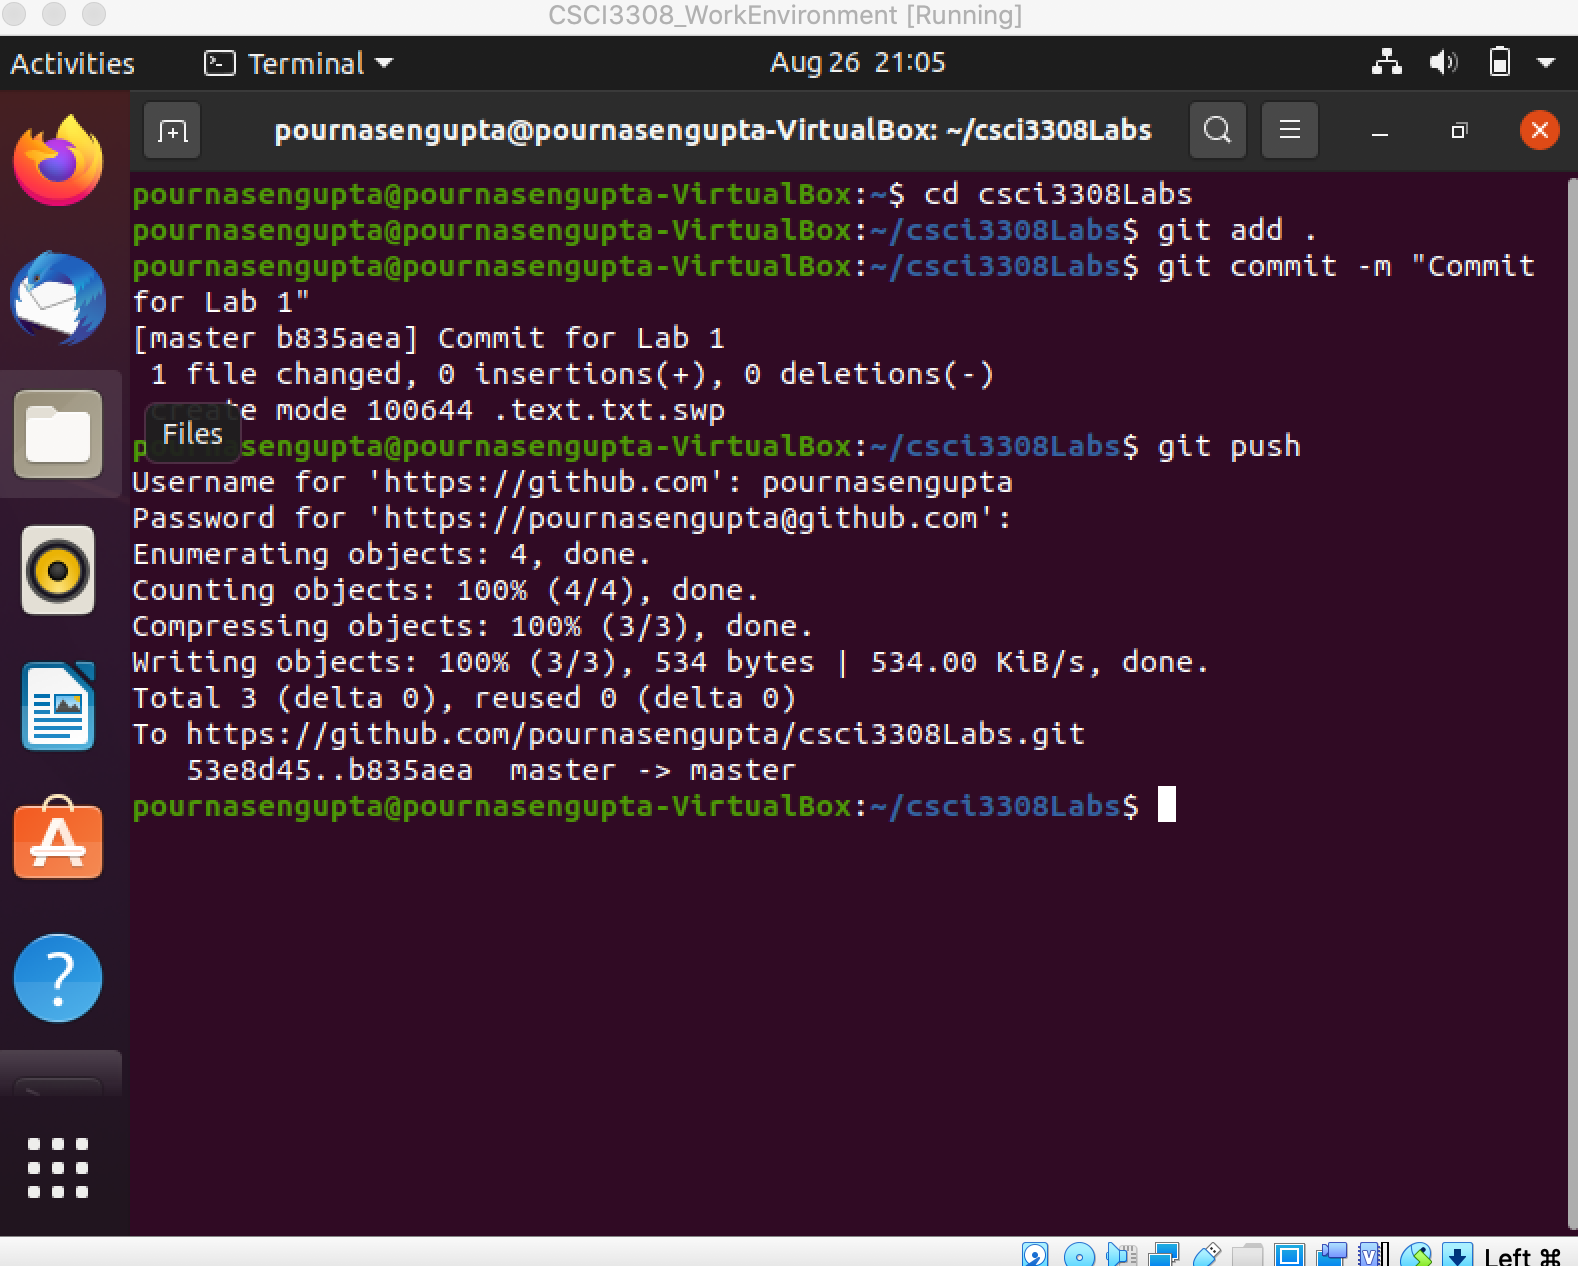 CSCI3308_WorkEnvironment [Running]
Activities Terminal Aug 26 21:05
pournasengupta@pournasengupta-VirtualBox: ~/csci3308Labs
pournasengupta@pournasengupta-VirtualBox:~$ cd csci3308Labs
pournasengupta@pournasengupta-VirtualBox:~/csci3308Labs$ git add .
pournasengupta@pournasengupta-VirtualBox:~/csci3308Labs$ git commit -m "Commit
for Lab 1"
[master b835aea] Commit for Lab 1
 1 file changed, 0 insertions(+), 0 deletions(-)
 create mode 100644 .text.txt.swp
Files
pournasengupta@pournasengupta-VirtualBox:~/csci3308Labs$ git push
Username for 'https://github.com': pournasengupta
Password for 'https://pournasengupta@github.com':
Enumerating objects: 4, done.
Counting objects: 100% (4/4), done.
Compressing objects: 100% (3/3), done.
Writing objects: 100% (3/3), 534 bytes | 534.00 KiB/s, done.
Total 3 (delta 0), reused 0 (delta 0)
To https://github.com/pournasengupta/csci3308Labs.git
   53e8d45..b835aea  master -> master
pournasengupta@pournasengupta-VirtualBox:~/csci3308Labs$
Left ⌘